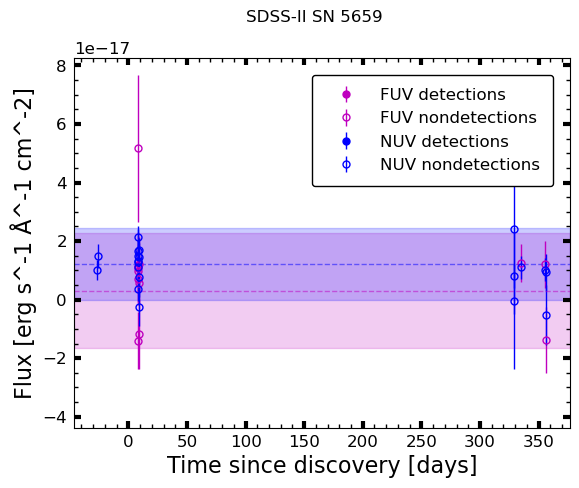 SDSS-II SN 5659
1e−17
FUV detections
FUV nondetections
NUV detections
NUV nondetections
8
6
4
2
0
−2
−4
Flux [erg s^-1 Å^-1 cm^-2]
0 50 100 150 200 250 300 350
Time since discovery [days]